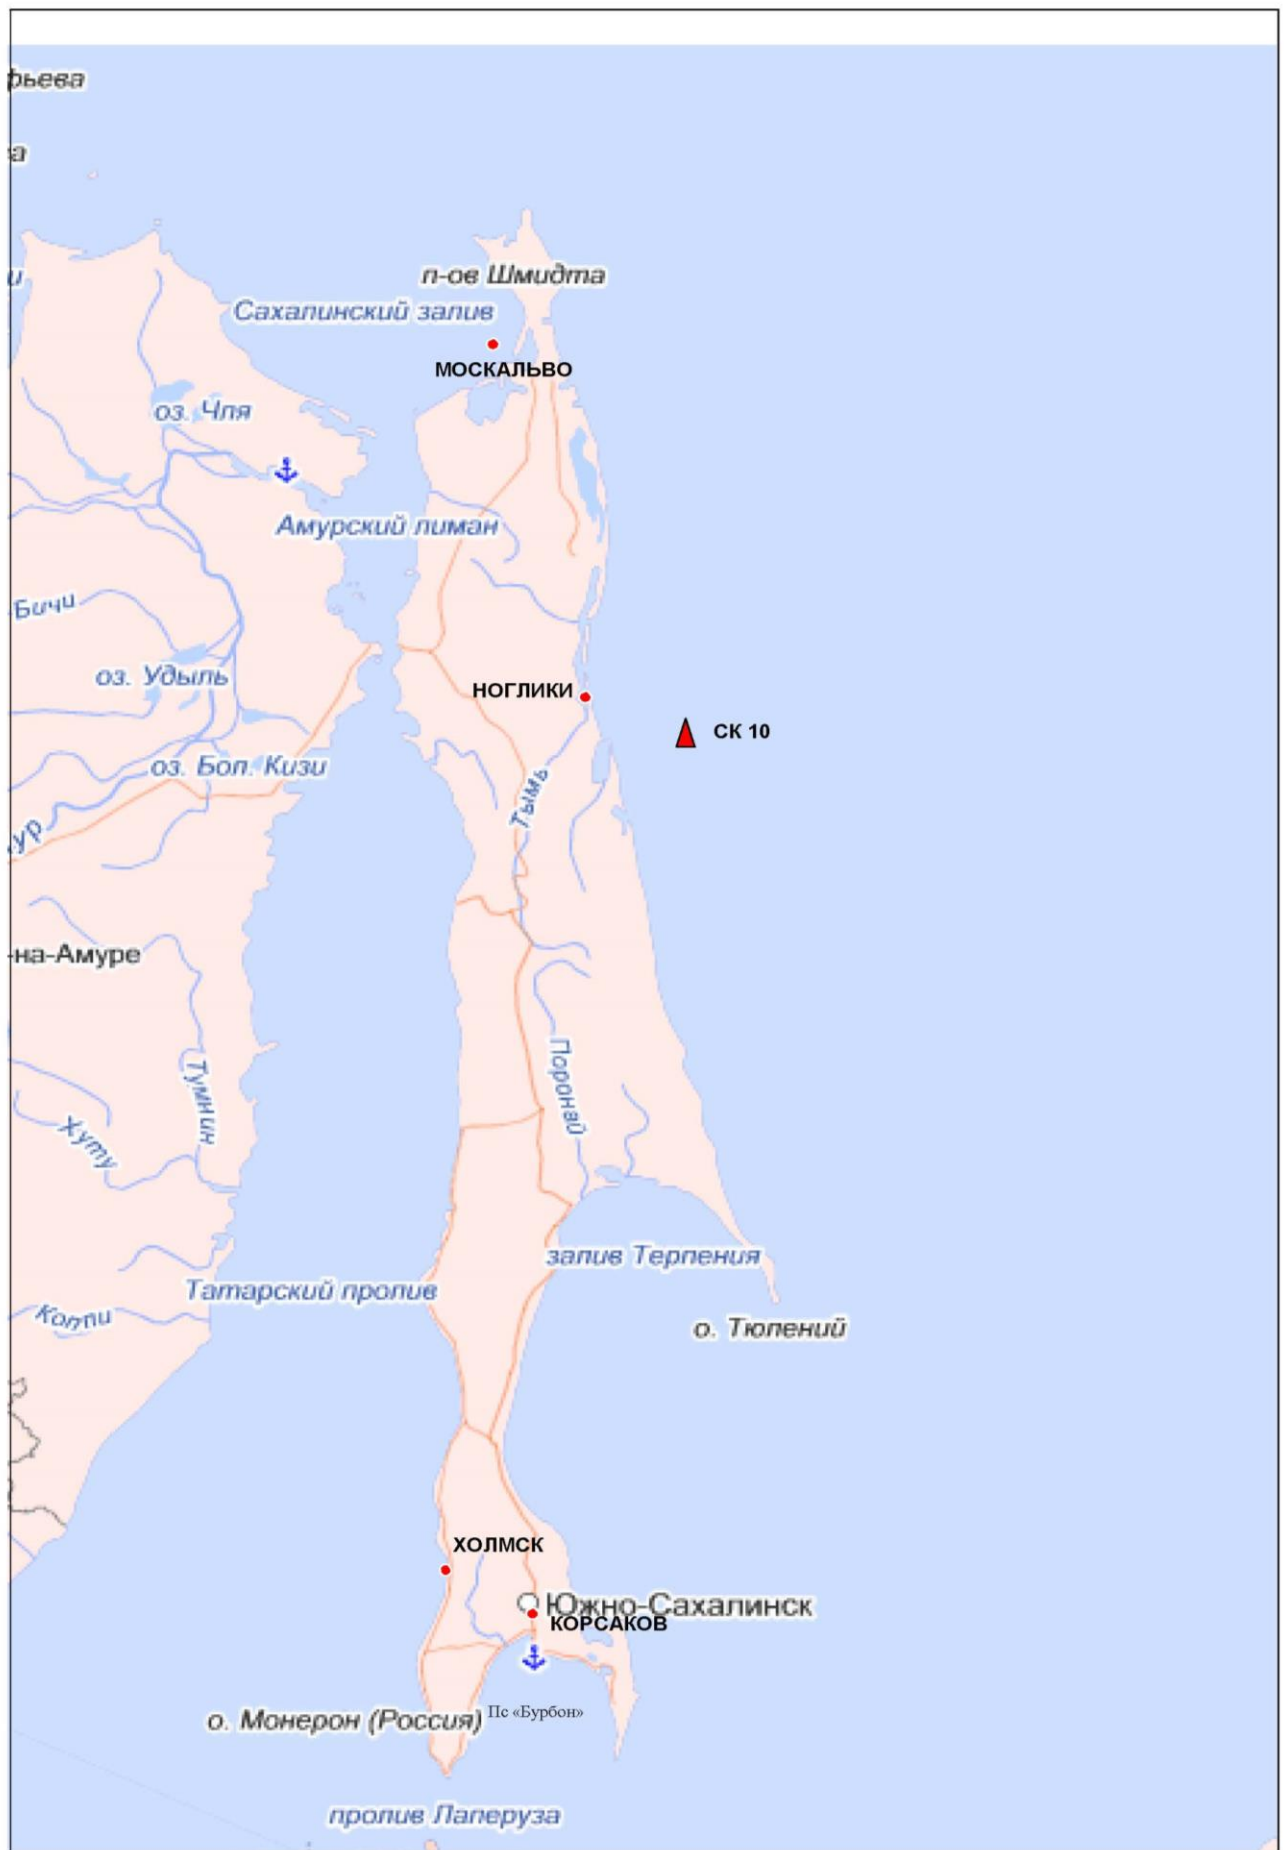 фьева
а
и
п-ов Шмидта
Сахалинский залив
МОСКАЛЬВО
оз. Чля
Амурский лиман
Бичи
оз. Удыль
НОГЛИКИ
СК 10
оз. Бол. Кизи
Тымь
ур
-на-Амуре
Поронай
Тумнин
Хуту
залив Терпения
Татарский пролив
Коппи
о. Тюлений
ХОЛМСК
Южно-Сахалинск
КОРСАКОВ
о. Монерон (Россия)
Пс «Бурбон»
пролив Лаперуза